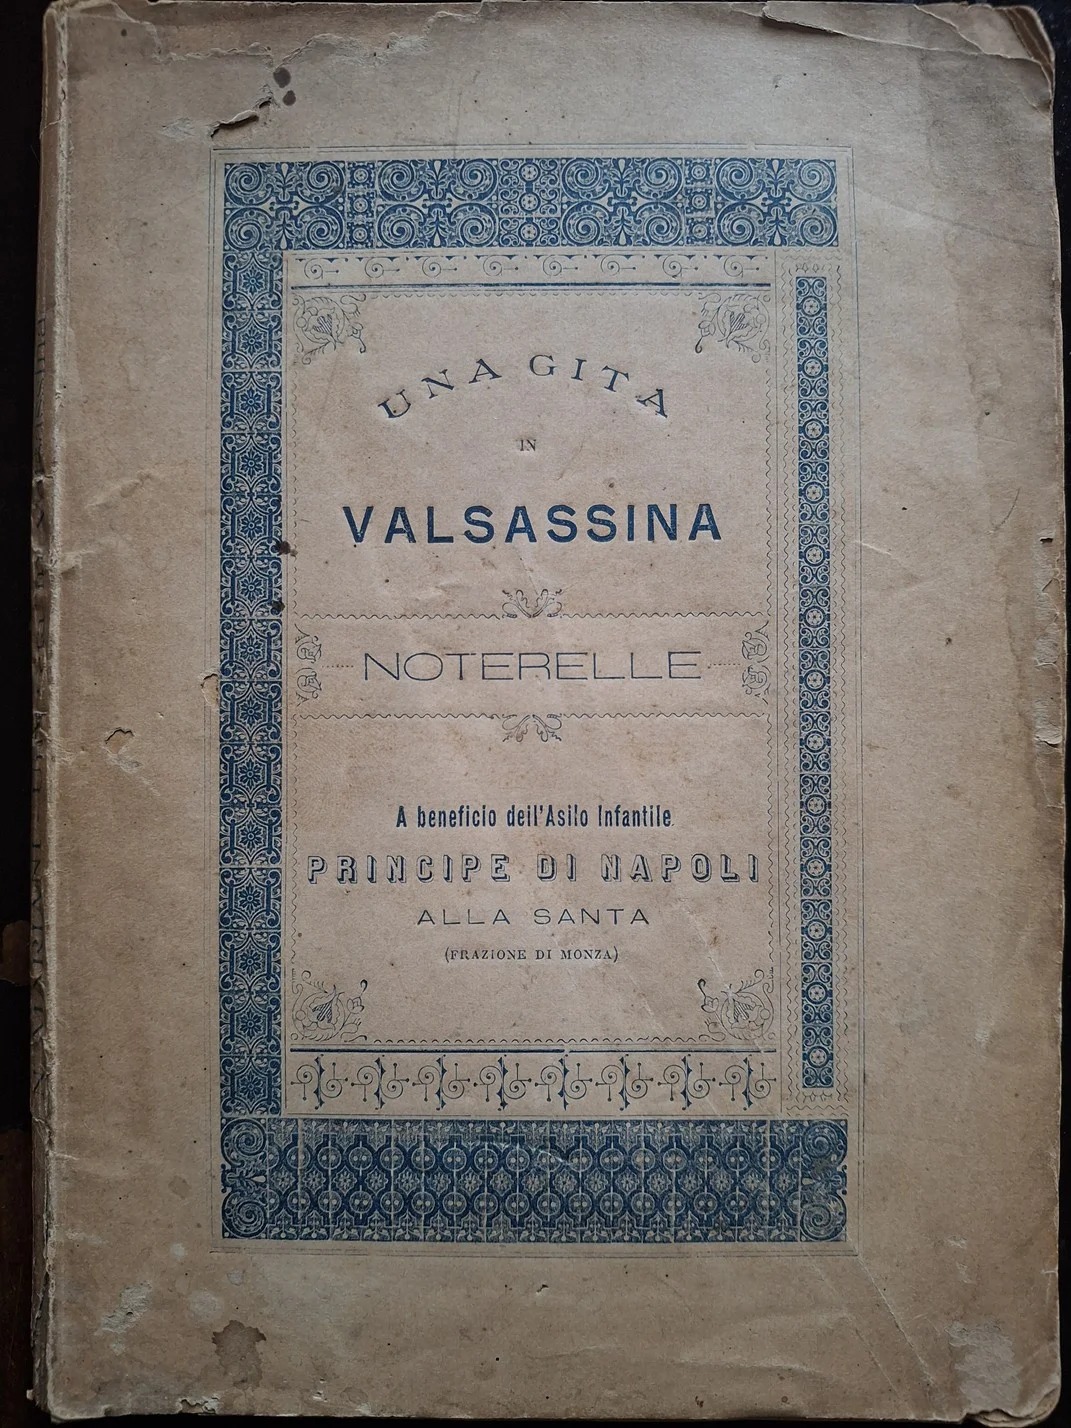 UNA GITA
IN
VALSASSINA
NOTERELLE
A beneficio dell'Asilo Infantile
PRINCIPE DI NAPOLI
ALLA SANTA
(FRAZIONE DI MONZA)